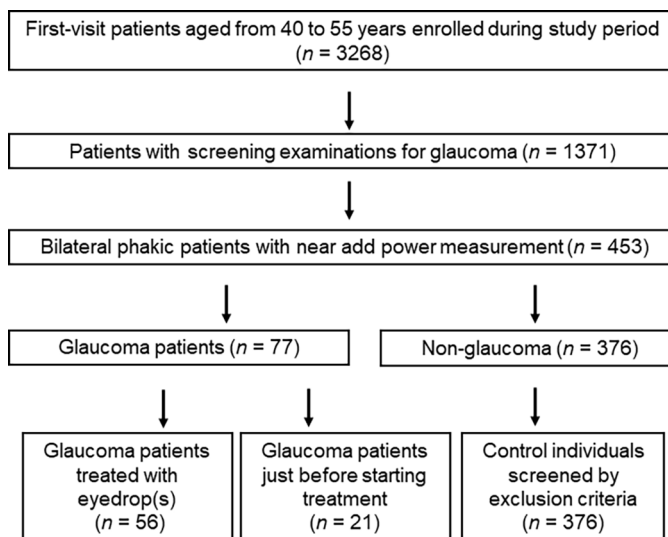 First-visit patients aged from 40 to 55 years enrolled during study period
(n = 3268)
Patients with screening examinations for glaucoma (n = 1371)
Bilateral phakic patients with near add power measurement (n = 453)
Glaucoma patients (n = 77)
Non-glaucoma (n = 376)
Glaucoma patients
treated with
eyedrop(s)
(n = 56)
Glaucoma patients
just before starting
treatment
(n = 21)
Control individuals
screened by
exclusion criteria
(n = 376)